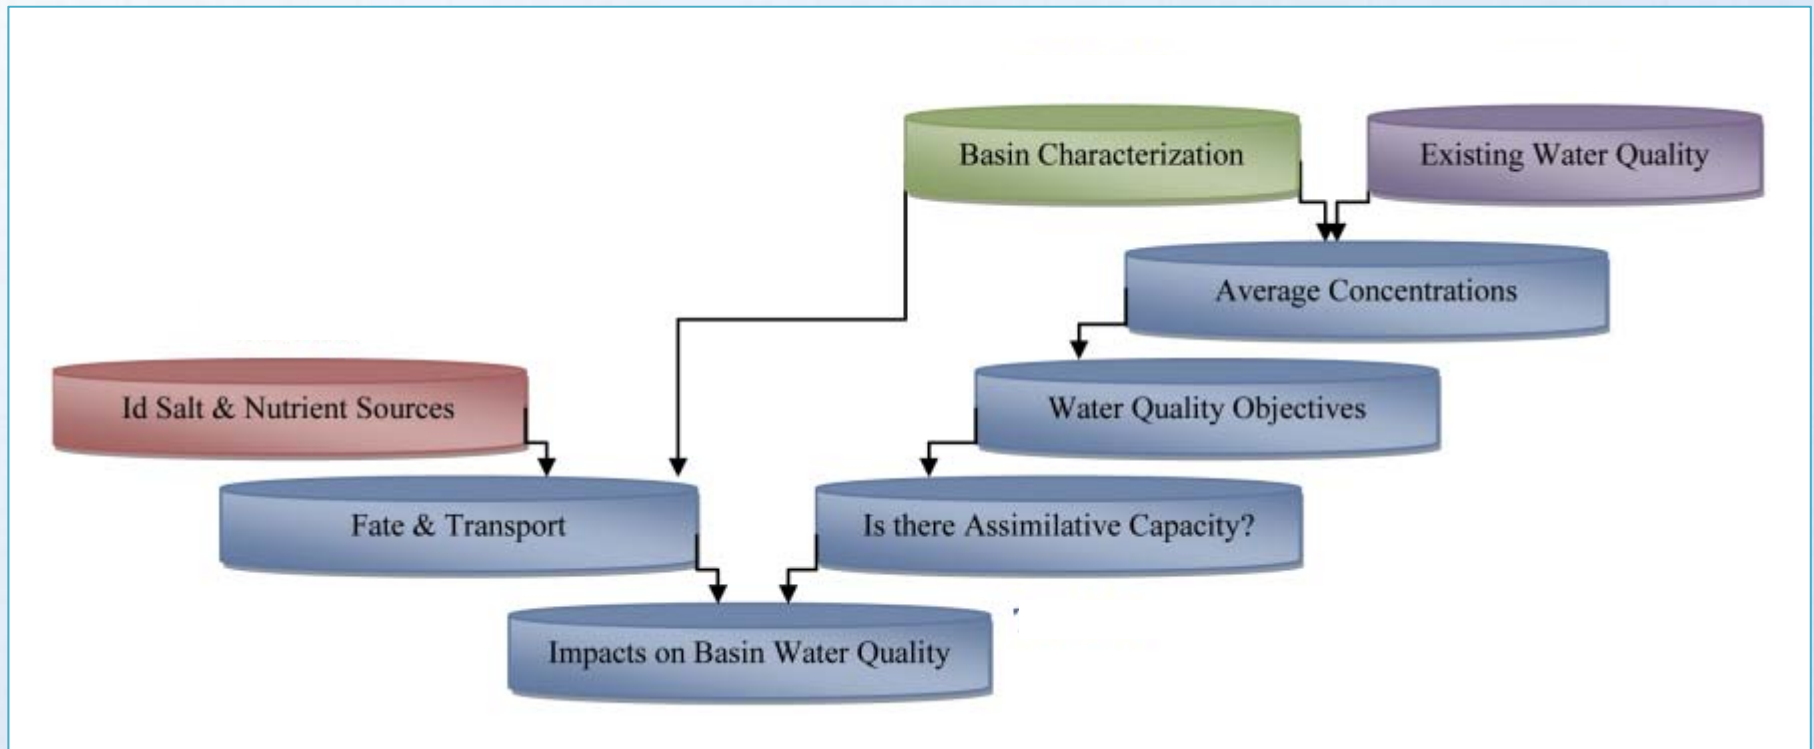 Basin Characterization
Existing Water Quality
Average Concentrations
Id Salt & Nutrient Sources
Water Quality Objectives
Fate & Transport
Is there Assimilative Capacity?
Impacts on Basin Water Quality